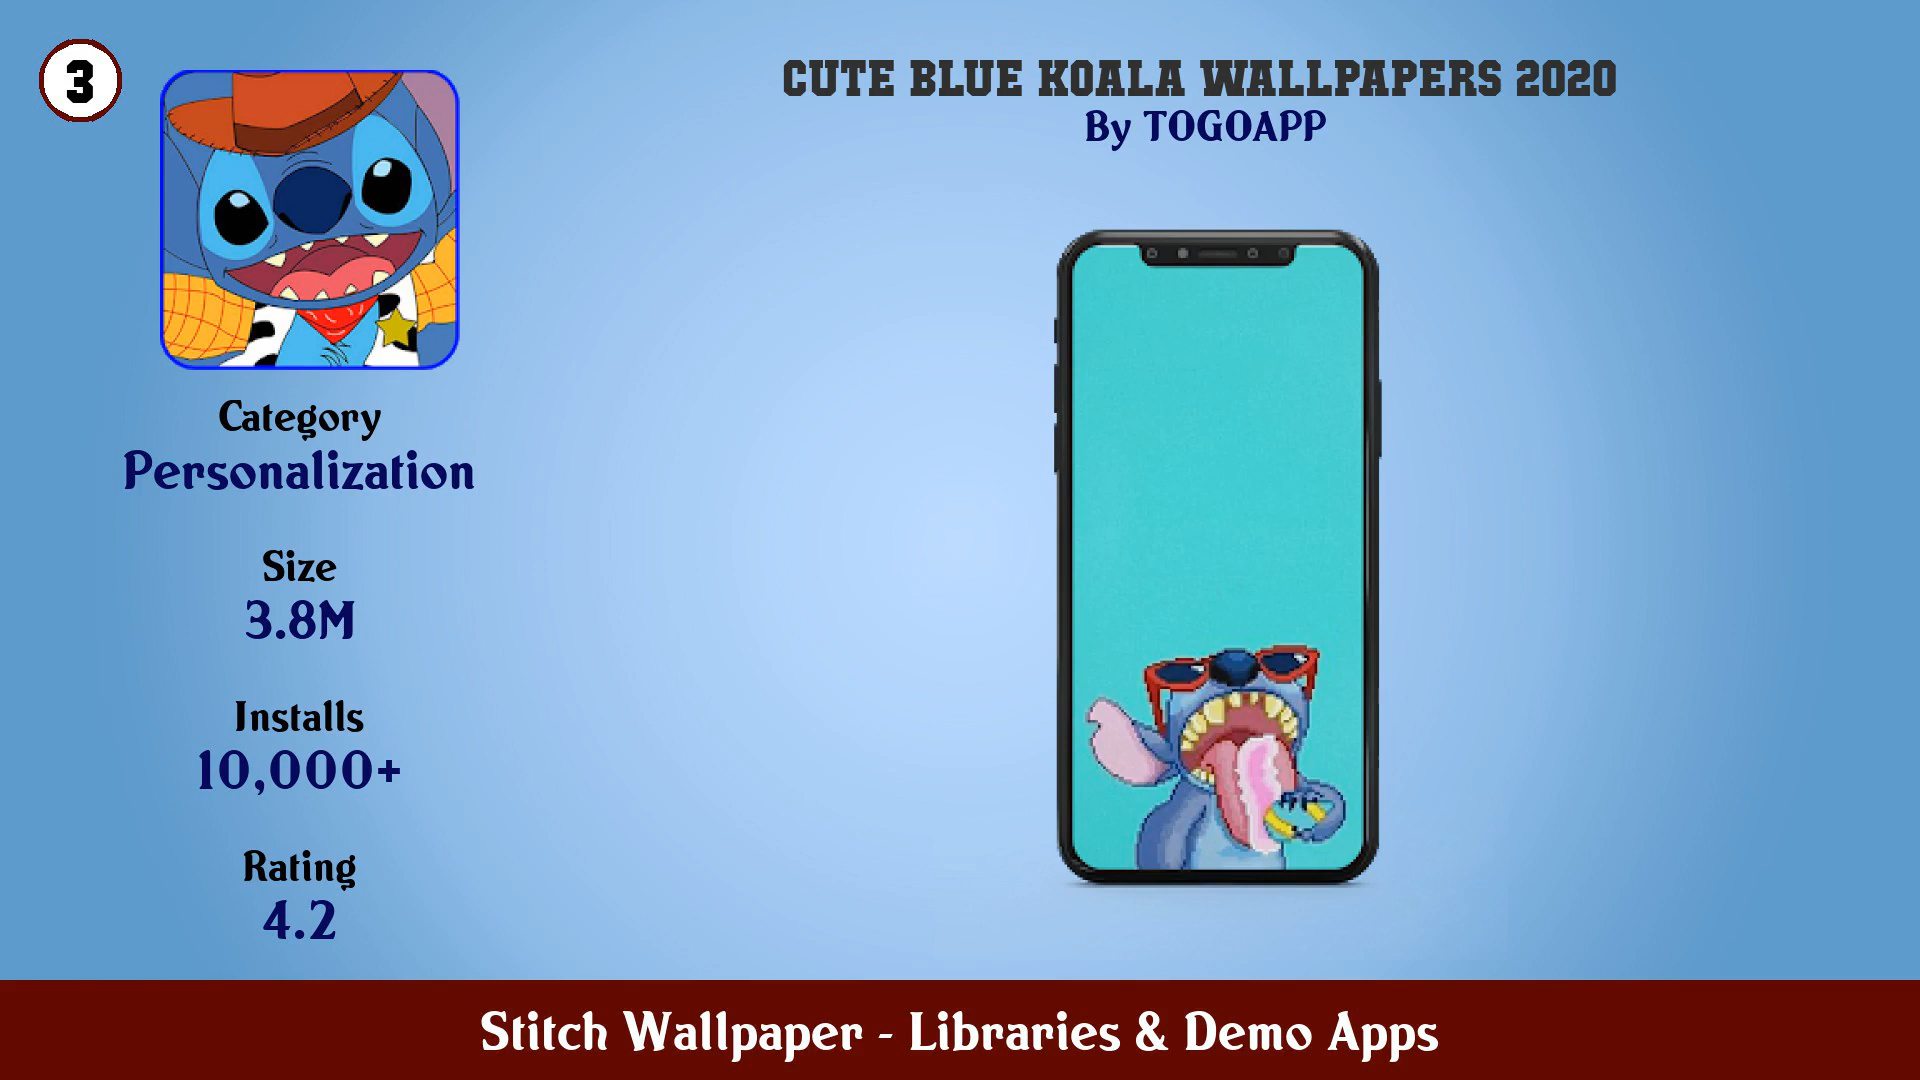 3
CUTE BLUE KOALA WALLPAPERS 2020
By TOGOAPP
Category
Personalization
Size
3.8M
Installs
10,000+
Rating
4.2
Stitch Wallpaper - Libraries & Demo Apps